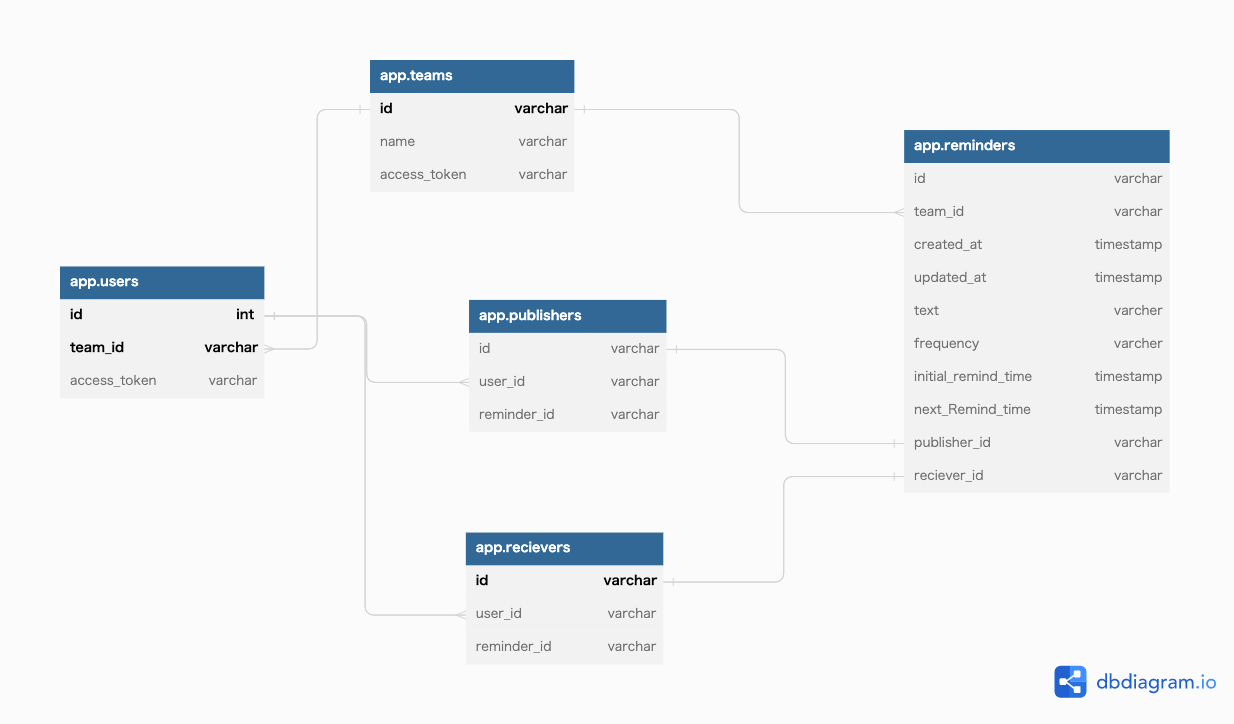 app.teams
id varchar
name varchar
access_token varchar
app.reminders
id varchar
team_id varchar
created_at timestamp
updated_at timestamp
text varcher
frequency varcher
initial_remind_time timestamp
next_Remind_time timestamp
publisher_id varchar
reciever_id varchar
app.users
id int
team_id varchar
access_token varchar
app.publishers
id varchar
user_id varchar
reminder_id varchar
app.recievers
id varchar
user_id varchar
reminder_id varchar
dbdiagram.io